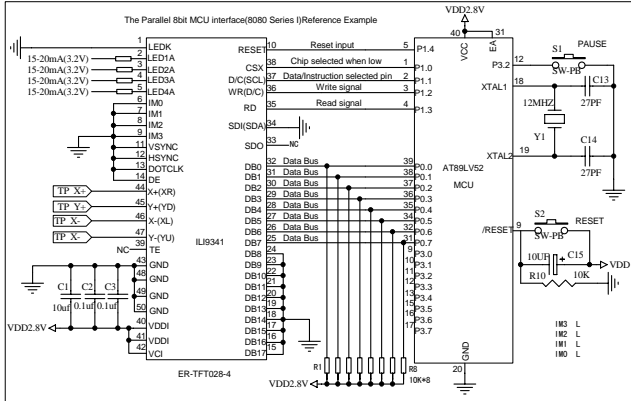 The Parallel 8bit MCU interface(8080 Series I)Reference Example
VDD2.8V
1 LEDK
15-20mA(3.2V) 2 LED1A
15-20mA(3.2V) 3 LED2A
15-20mA(3.2V) 4 LED3A
15-20mA(3.2V) 5 LED4A
6 IM0
7 IM1
8 IM2
9 IM3
11 VSYNC
12 HSYNC
13 DOTCLK
14 DE
TP X+ 44 X+(XR)
TP Y+ 45 Y+(YD)
TP X- 46 X-(XL)
TP X- 47 Y-(YU)
NC 39 TE
43 GND
48 GND
49 GND
50 GND
C1 C2 C3
10uf 0.1uf 0.1uf
VDD2.8V
40 VDDI
41 VDDI
42 VCI
ILI9341
ER-TFT028-4
RESET 10 Reset input 5 P1.4
CSX 38 Chip selected when low 1 P1.0
D/C(SCL) 37 Data/Instruction selected pin 2 P1.1
WR(D/C) 36 Write signal 3 P1.2
RD 35 Read signal 4 P1.3
SDI(SDA) 34
SDO 33 NC
DB0 32 Data Bus 39 P0.0
DB1 31 Data Bus 38 P0.1
DB2 30 Data Bus 37 P0.2
DB3 29 Data Bus 36 P0.3
DB4 28 Data Bus 35 P0.4
DB5 27 Data Bus 34 P0.5
DB6 26 Data Bus 32 P0.6
DB7 25 Data Bus 31 P0.7
DB8 24 9 P3.0
DB9 23 10 P3.1
DB10 22 11 P3.2
DB11 21 12 P3.3
DB12 20 13 P3.4
DB13 19 14 P3.5
DB14 18 16 P3.6
DB15 17 17 P3.7
DB16 16
DB17 15
R1
R8
10K*8
VDD2.8V
40 VCC
31 EA
AT89LV52
MCU
GND
20
P3.2 12
S1 PAUSE
SW-PB
XTAL1 18
C13
27PF
12MHZ
Y1
XTAL2 19
C14
27PF
/RESET 9
S2 RESET
SW-PB
10UF C15
VDD
R10 10K
IM3 L
IM2 L
IM1 L
IM0 L